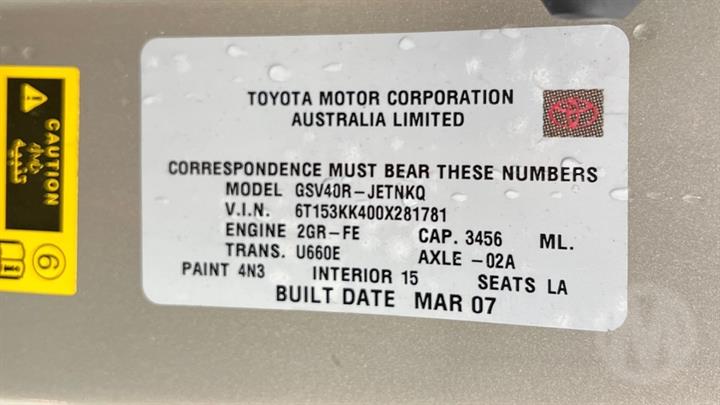 TOYOTA MOTOR CORPORATION
AUSTRALIA LIMITED
CORRESPONDENCE MUST BEAR THESE NUMBERS
MODEL GSV40R-JETNKQ
V.I.N. 6T153KK400X281781
ENGINE 2GR-FE CAP. 3456 ML.
TRANS. U660E AXLE -02A
PAINT 4N3 INTERIOR 15 SEATS LA
BUILT DATE MAR 07
CAUTION
6
M